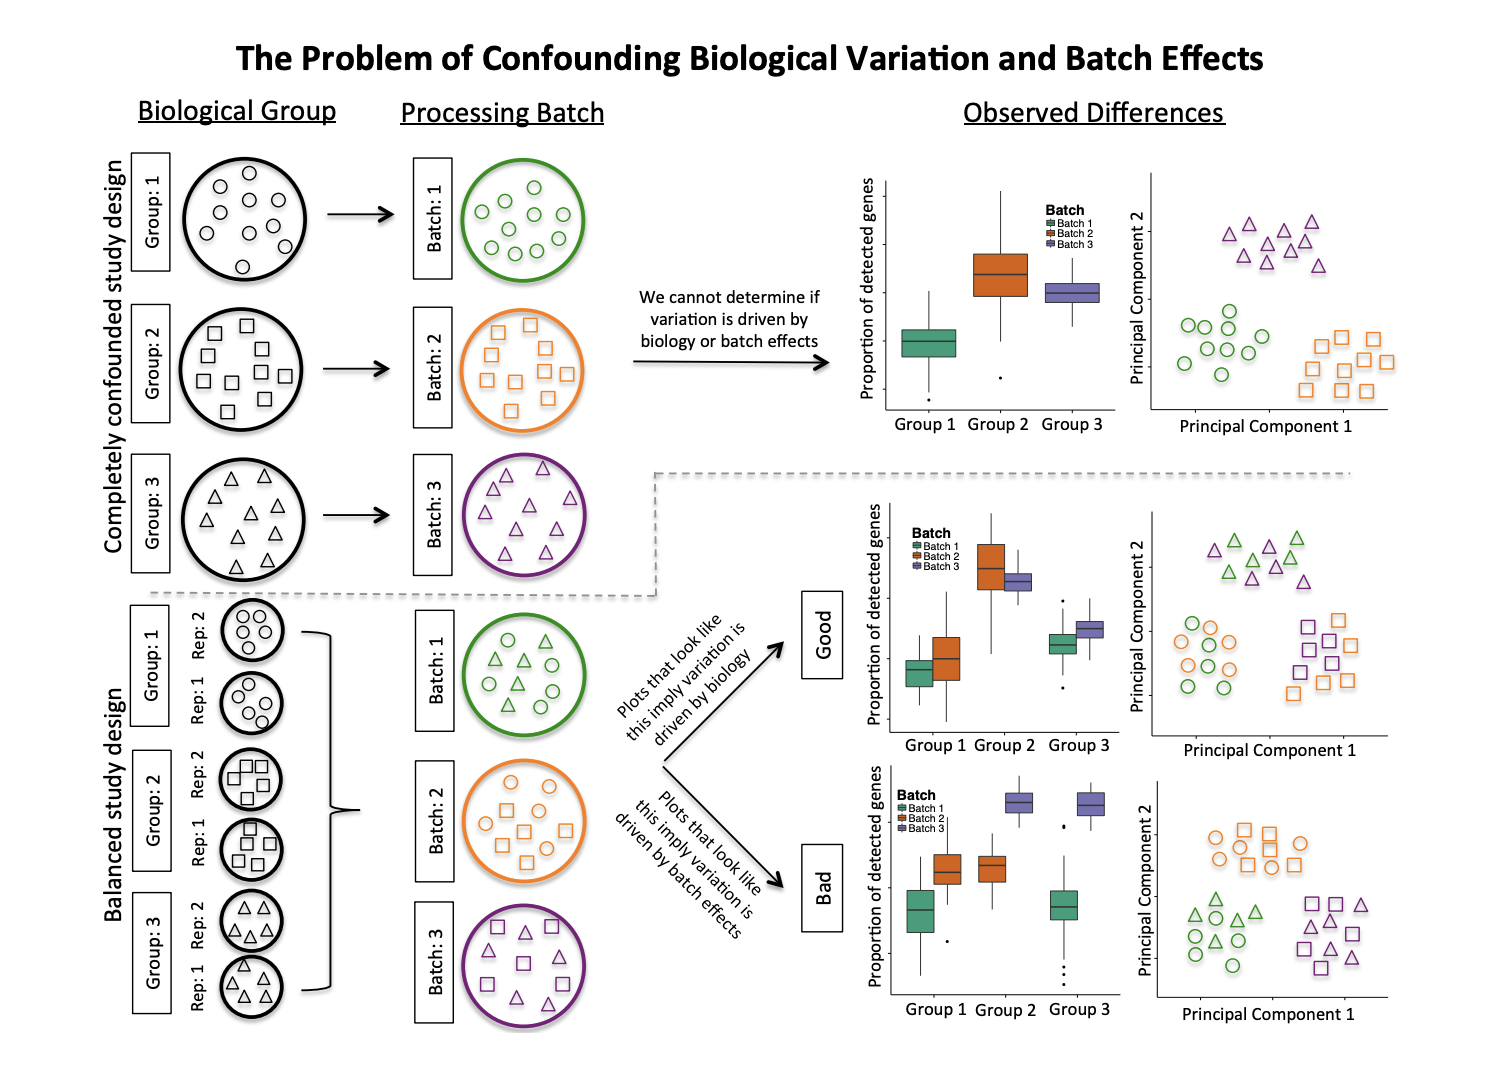 The Problem of Confounding Biological Variation and Batch Effects
Biological Group
Processing Batch
Observed Differences
Completely confounded study design
Group: 1
Batch: 1
Group: 2
Batch: 2
Group: 3
Batch: 3
We cannot determine if
variation is driven by
biology or batch effects
Proportion of detected genes
Batch
Batch 1
Batch 2
Batch 3
Group 1
Group 2
Group 3
Principal Component 2
Principal Component 1
Balanced study design
Group: 1
Rep: 2
Rep: 1
Group: 2
Rep: 2
Rep: 1
Group: 3
Rep: 2
Rep: 1
Batch: 1
Batch: 2
Batch: 3
Plots that look like
this imply variation is
driven by biology
Good
Proportion of detected genes
Batch
Batch 1
Batch 2
Batch 3
Group 1
Group 2
Group 3
Principal Component 2
Principal Component 1
Plots that look like
this imply variation is
driven by batch effects
Bad
Proportion of detected genes
Batch
Batch 1
Batch 2
Batch 3
Group 1
Group 2
Group 3
Principal Component 2
Principal Component 1